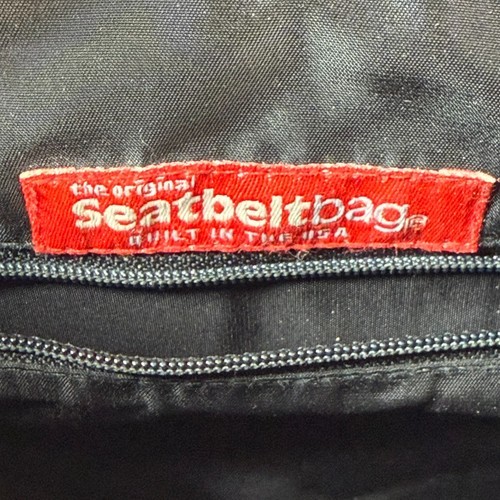 the original
Seatbeltbag®
BUILT IN THE USA